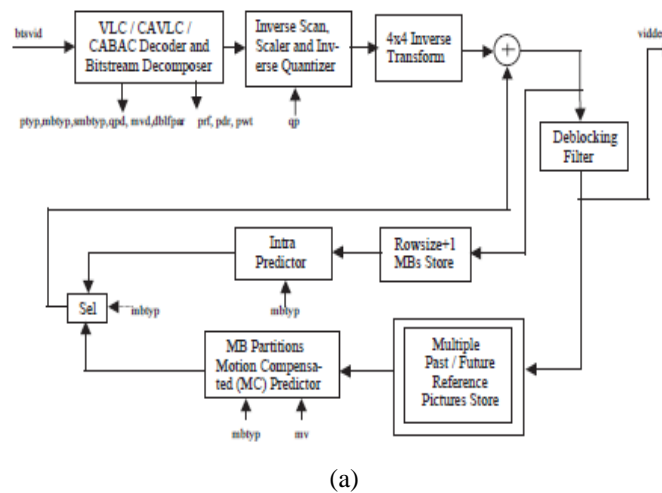 btsvid
VLC / CAVLC /
CABAC Decoder and
Bitstream Decomposer
Inverse Scan,
Scaler and In-
verse Quantizer
4x4 Inverse
Transform
+
viddec
ptyp,mbtyp,smbtyp,qpd, mvd,dblfpar
prf, pdr, pwt
qp
Deblocking
Filter
Intra
Predictor
Rowsize+1
MBs Store
Sel
mbtyp
mbtyp
MB Partitions
Motion Compensa-
ted (MC) Predictor
Multiple
Past / Future
Reference
Pictures Store
mbtyp
mv
(a)